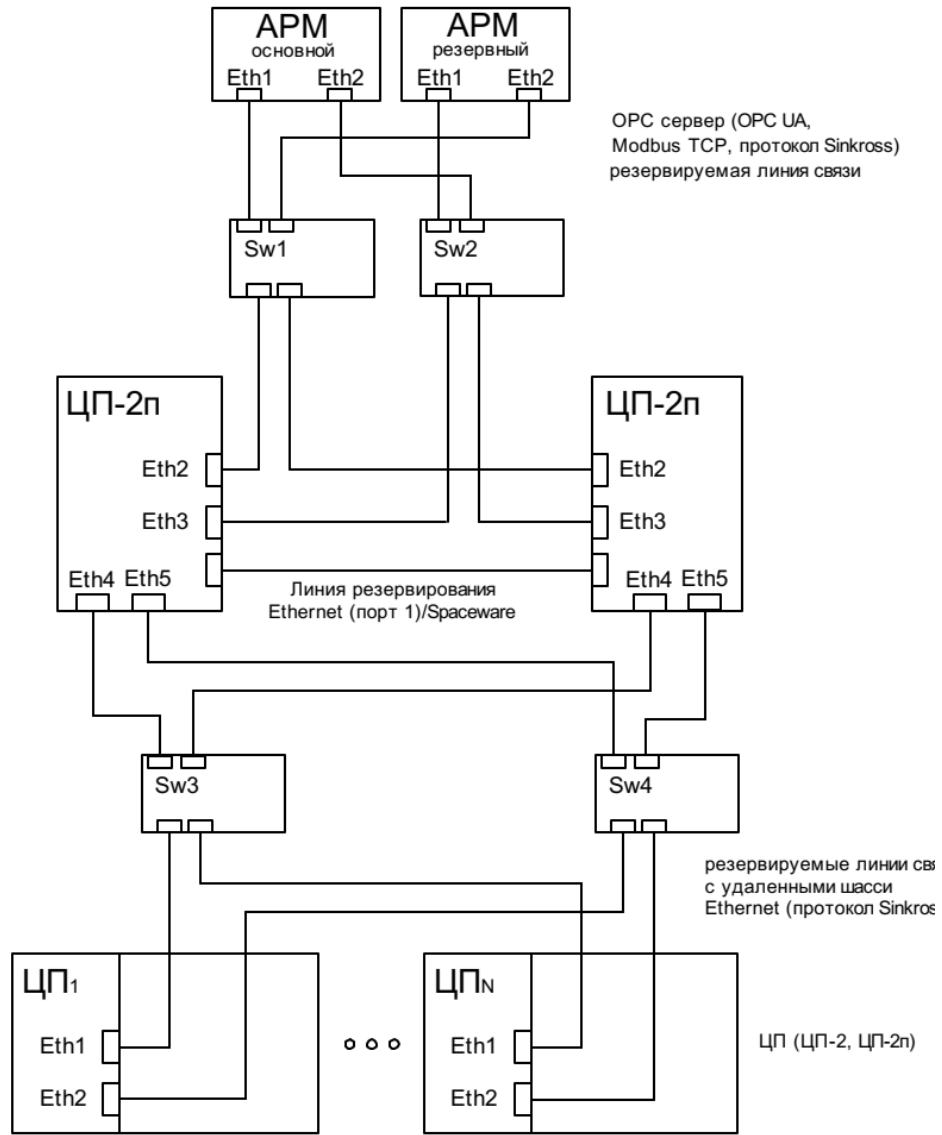 АРМ
основной
Eth1
Eth2
АРМ
резервный
Eth1
Eth2
ОРС сервер (OPC UA,
Modbus TCP, протокол Sinkross)
резервируемая линия связи
Sw1
Sw2
ЦП-2п
Eth2
Eth3
Eth4
Eth5
ЦП-2п
Eth2
Eth3
Eth4
Eth5
Линия резервирования
Ethernet (порт 1)/Spaceware
Sw3
Sw4
резервируемые линии
с удаленными шасси
Ethernet (протокол
ЦП1
Eth1
Eth2
ЦПN
Eth1
Eth2
ЦП (ЦП-2, ЦП-2п)